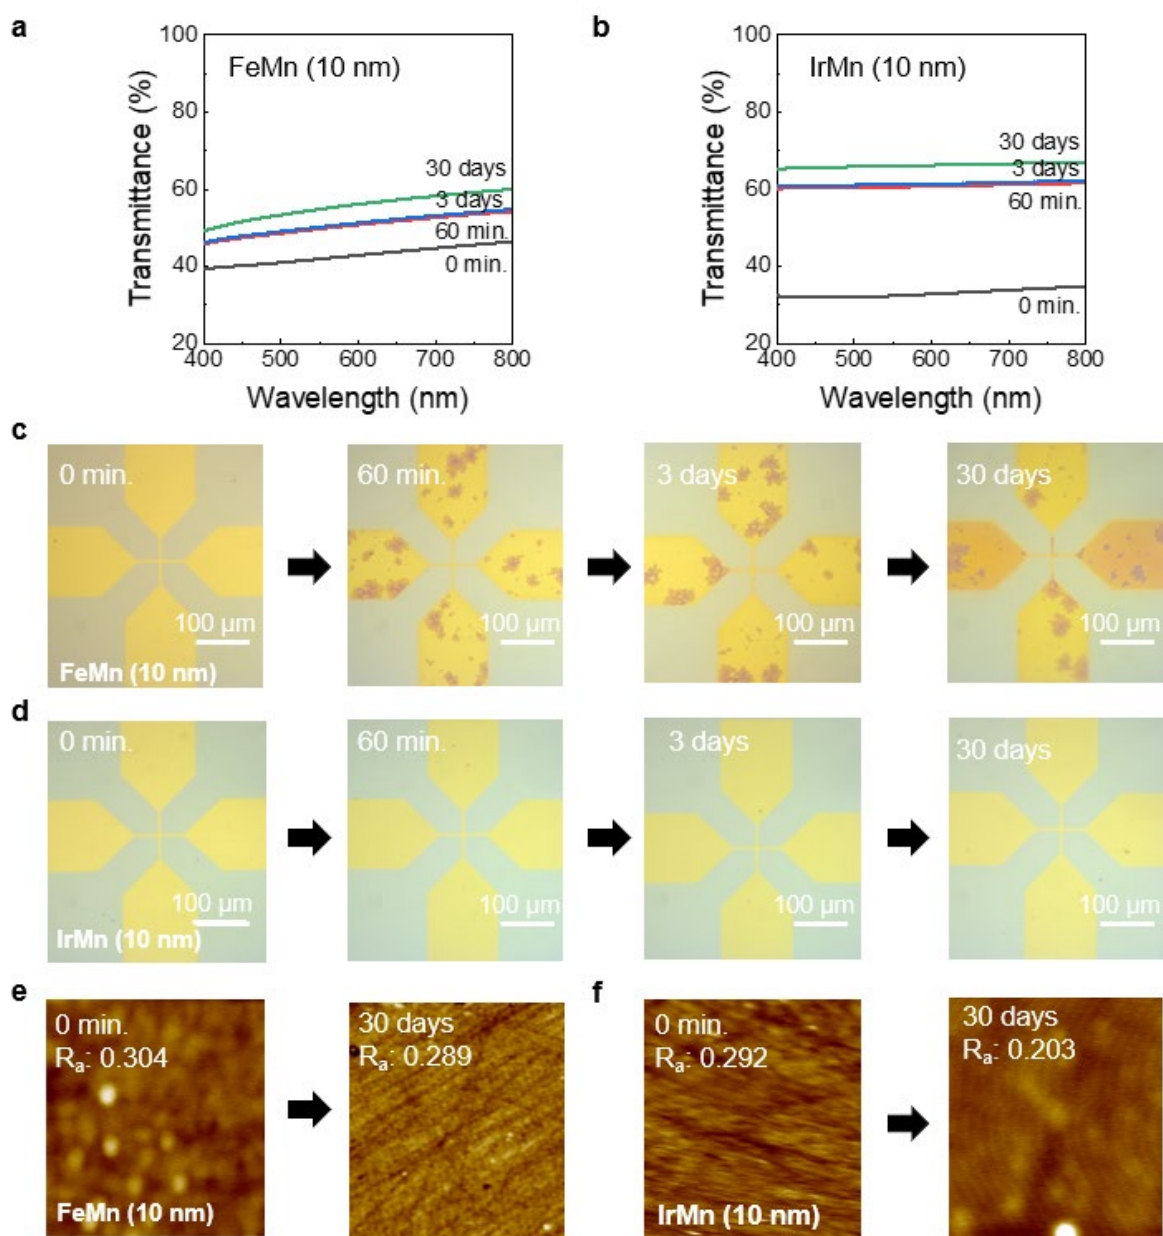 a
FeMn (10 nm)
Transmittance (%)
100
80
60
40
20
30 days
3 days
60 min.
0 min.
400 500 600 700 800
Wavelength (nm)
b
IrMn (10 nm)
Transmittance (%)
100
80
60
40
20
30 days
3 days
60 min.
0 min.
400 500 600 700 800
Wavelength (nm)
c
0 min.
100 μm
FeMn (10 nm)
60 min.
100 μm
3 days
100 μm
30 days
100 μm
d
0 min.
100 μm
IrMn (10 nm)
60 min.
100 μm
3 days
100 μm
30 days
100 μm
e
0 min.
Ra: 0.304
FeMn (10 nm)
30 days
Ra: 0.289
f
0 min.
Ra: 0.292
IrMn (10 nm)
30 days
Ra: 0.203